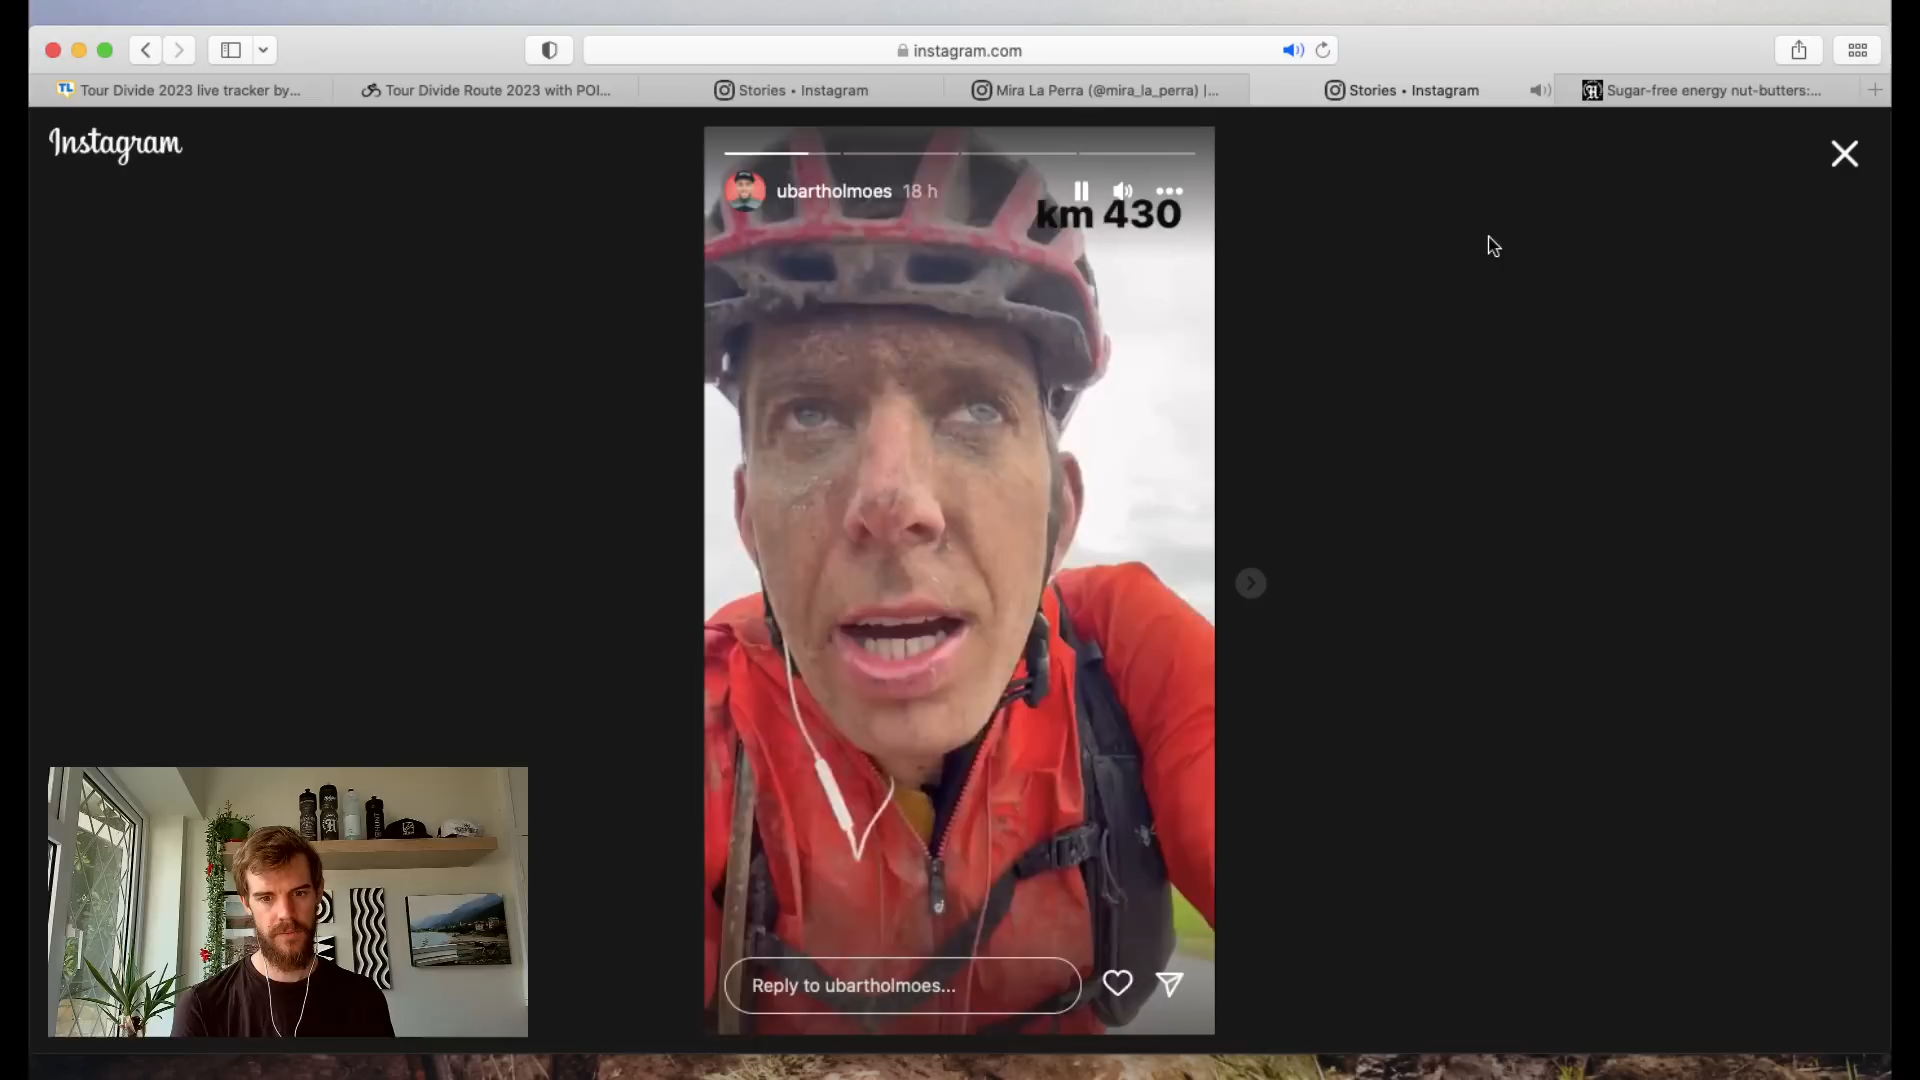 instagram.com
Tour Divide 2023 live tracker by...
Tour Divide Route 2023 with POI...
Stories • Instagram
Mira La Perra (@mira_la_perra) |...
Stories • Instagram
Sugar-free energy nut-butters:...
Instagram
ubartholmoes 18 h
km 430
Reply to ubartholmoes...